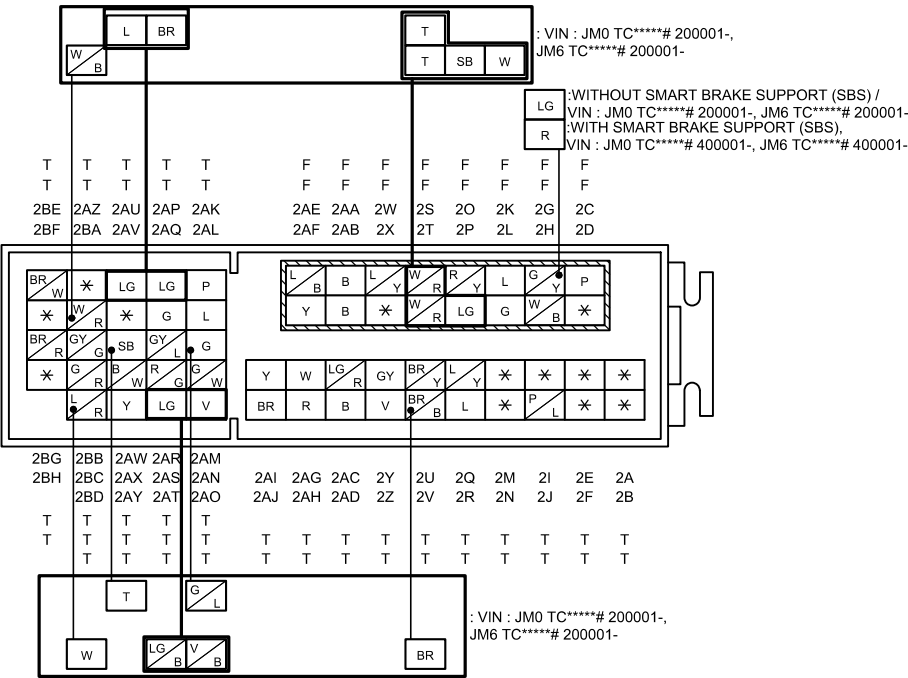 L BR
T
: VIN : JM0 TC*****# 200001-,
JM6 TC*****# 200001-
W B
T SB W
LG :WITHOUT SMART BRAKE SUPPORT (SBS) /
VIN : JM0 TC*****# 200001-, JM6 TC*****# 200001-
R :WITH SMART BRAKE SUPPORT (SBS),
VIN : JM0 TC*****# 400001-, JM6 TC*****# 400001-
T T T T T F F F F F F F F
T T T T T F F F F F F F F
2BE 2AZ 2AU 2AP 2AK 2AE 2AA 2W 2S 2O 2K 2G 2C
2BF 2BA 2AV 2AQ 2AL 2AF 2AB 2X 2T 2P 2L 2H 2D
BR W * LG LG P
L B B L Y W R R Y L G Y P
* W R * G L
Y B * W R LG G W B *
BR R GY G SB GY L G
* G R B W R G G W
Y W LG R GY BR Y L Y * * * *
L R Y LG V
BR R B V BR B L * P L * *
2BG 2BB 2AW 2AR 2AM
2BH 2BC 2AX 2AS 2AN 2AI 2AG 2AC 2Y 2U 2Q 2M 2I 2E 2A
2BD 2AY 2AT 2AO 2AJ 2AH 2AD 2Z 2V 2R 2N 2J 2F 2B
T T T T T
T T T T T T T T T T T T T T T
T T T T T T T T T T T T T T
T G L
: VIN : JM0 TC*****# 200001-,
JM6 TC*****# 200001-
W LG B V B BR